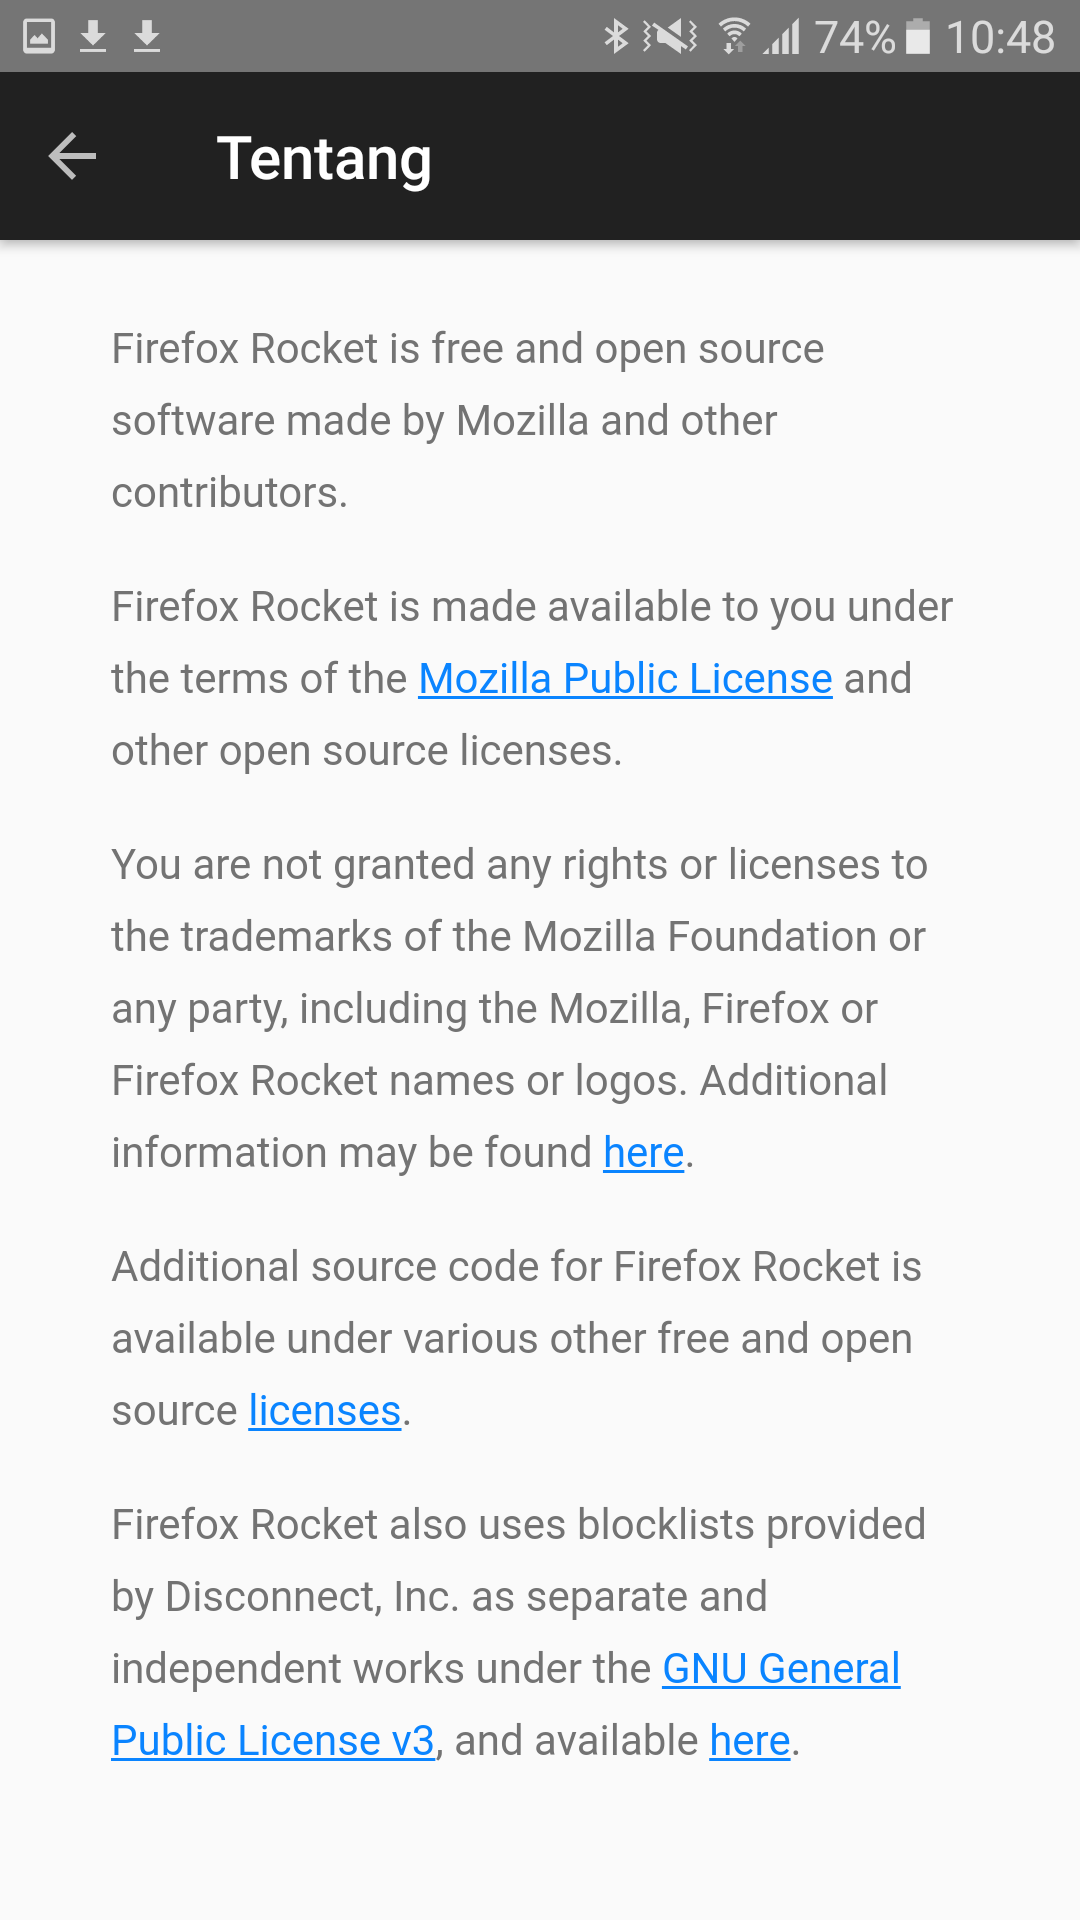 74% 10:48
Tentang
Firefox Rocket is free and open source
software made by Mozilla and other
contributors.
Firefox Rocket is made available to you under
the terms of the Mozilla Public License and
other open source licenses.
You are not granted any rights or licenses to
the trademarks of the Mozilla Foundation or
any party, including the Mozilla, Firefox or
Firefox Rocket names or logos. Additional
information may be found here.
Additional source code for Firefox Rocket is
available under various other free and open
source licenses.
Firefox Rocket also uses blocklists provided
by Disconnect, Inc. as separate and
independent works under the GNU General
Public License v3, and available here.